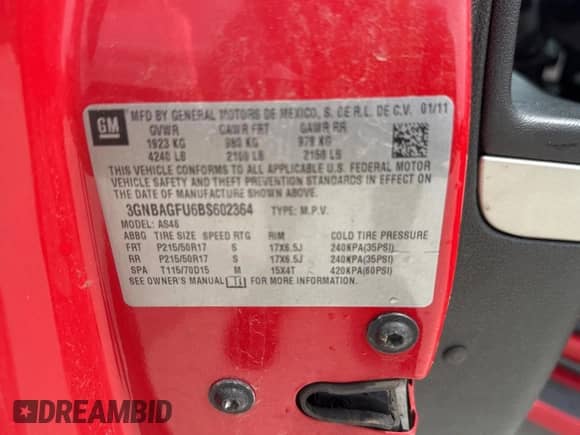 GM
MFD BY GENERAL MOTORS DE MEXICO, S. DE R.L. DE C.V. 01/11
GVWR GAWR FRT GAWR RR
1923 KG 980 KG 979 KG
4240 LB 2160 LB 2158 LB
THIS VEHICLE CONFORMS TO ALL APPLICABLE U.S. FEDERAL MOTOR
VEHICLE SAFETY AND THEFT PREVENTION STANDARDS IN EFFECT ON
THE DATE OF MANUFACTURE SHOWN ABOVE.
3GNBAGFU6BS602364 TYPE: M.P.V.
MODEL: AS46
ABBG TIRE SIZE SPEED RTG RIM COLD TIRE PRESSURE
FRT P215/50R17 S 17X6.5J 240KPA(35PSI)
RR P215/50R17 S 17X6.5J 240KPA(35PSI)
SPA T115/70D15 M 15X4T 420KPA(60PSI)
SEE OWNER'S MANUAL FOR MORE INFORMATION.
DREAMBID